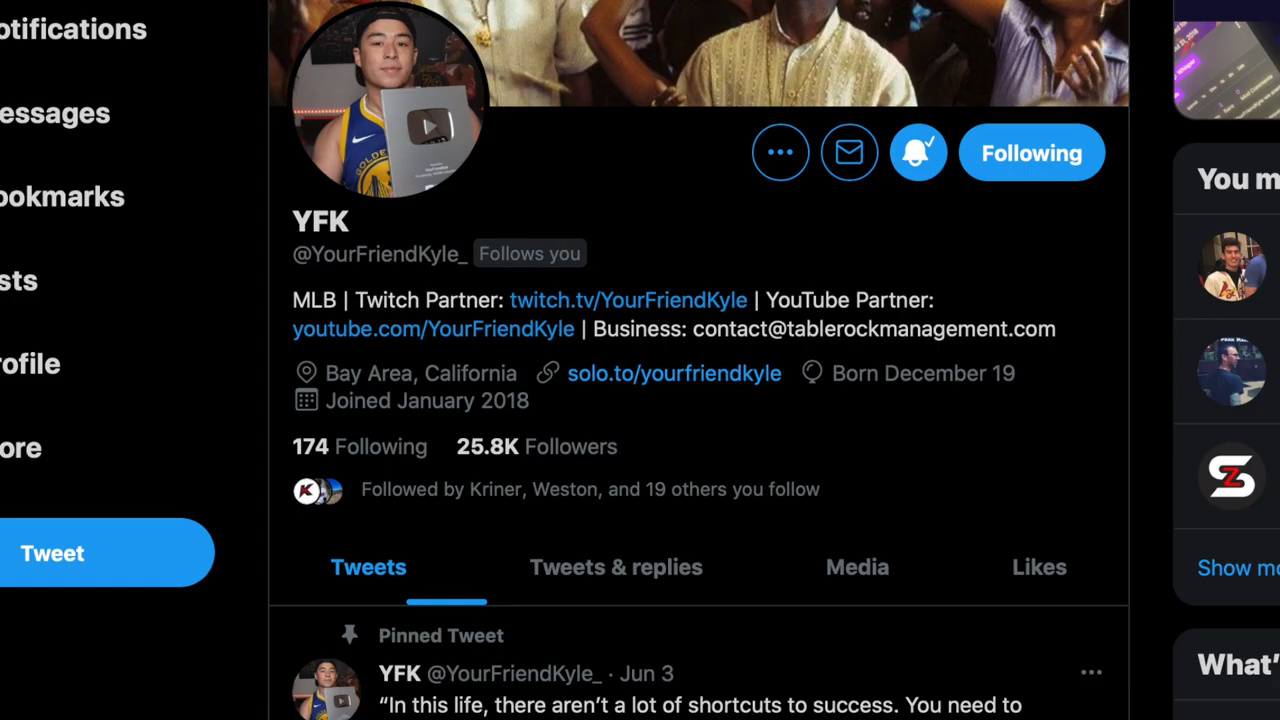 otifications
essages
ookmarks
sts
rofile
ore
Tweet
Following
YFK
@YourFriendKyle_ Follows you
MLB | Twitch Partner: twitch.tv/YourFriendKyle | YouTube Partner:
youtube.com/YourFriendKyle | Business: contact@tablerockmanagement.com
Bay Area, California solo.to/yourfriendkyle Born December 19
Joined January 2018
174 Following 25.8K Followers
Followed by Kriner, Weston, and 19 others you follow
Tweets Tweets & replies Media Likes
Pinned Tweet
YFK @YourFriendKyle_ · Jun 3
“In this life, there aren’t a lot of shortcuts to success. You need to
You m
Show mo
What’